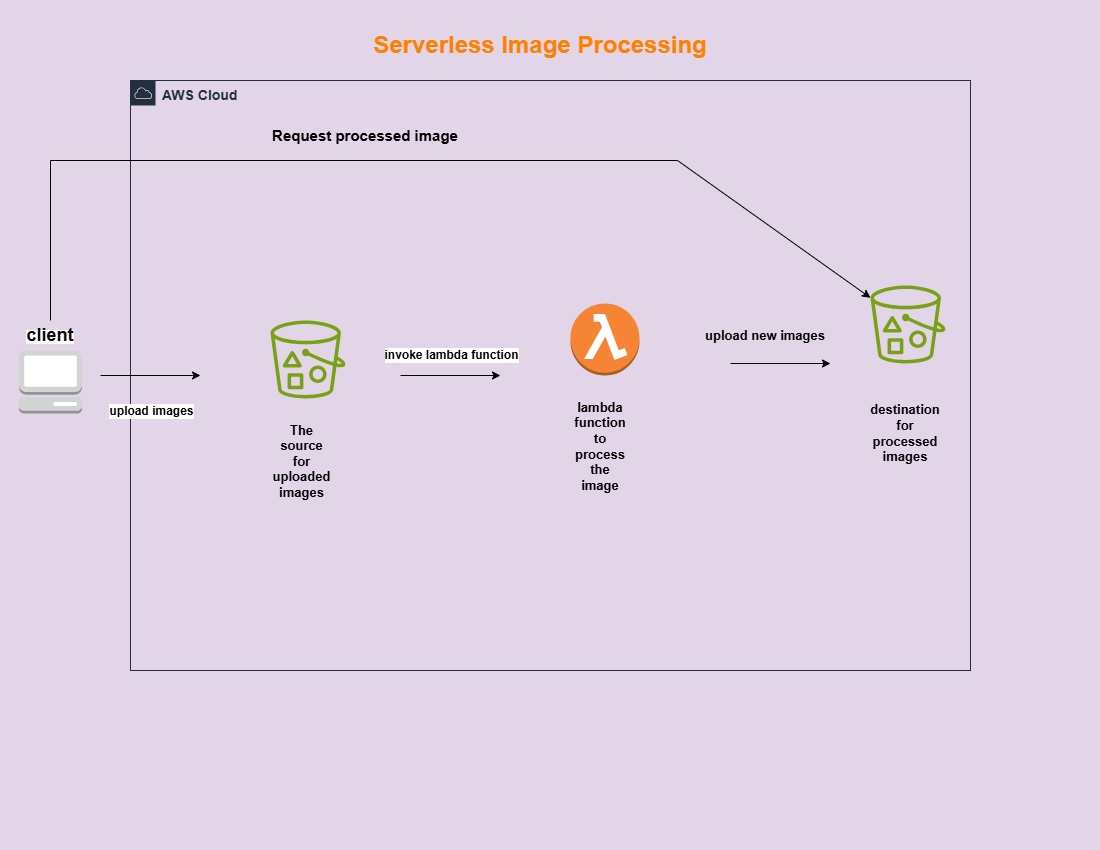 Serverless Image Processing
AWS Cloud
Request processed image
client
upload images
The
source
for
uploaded
images
invoke lambda function
lambda
function
to
process
the
image
upload new images
destination
for
processed
images